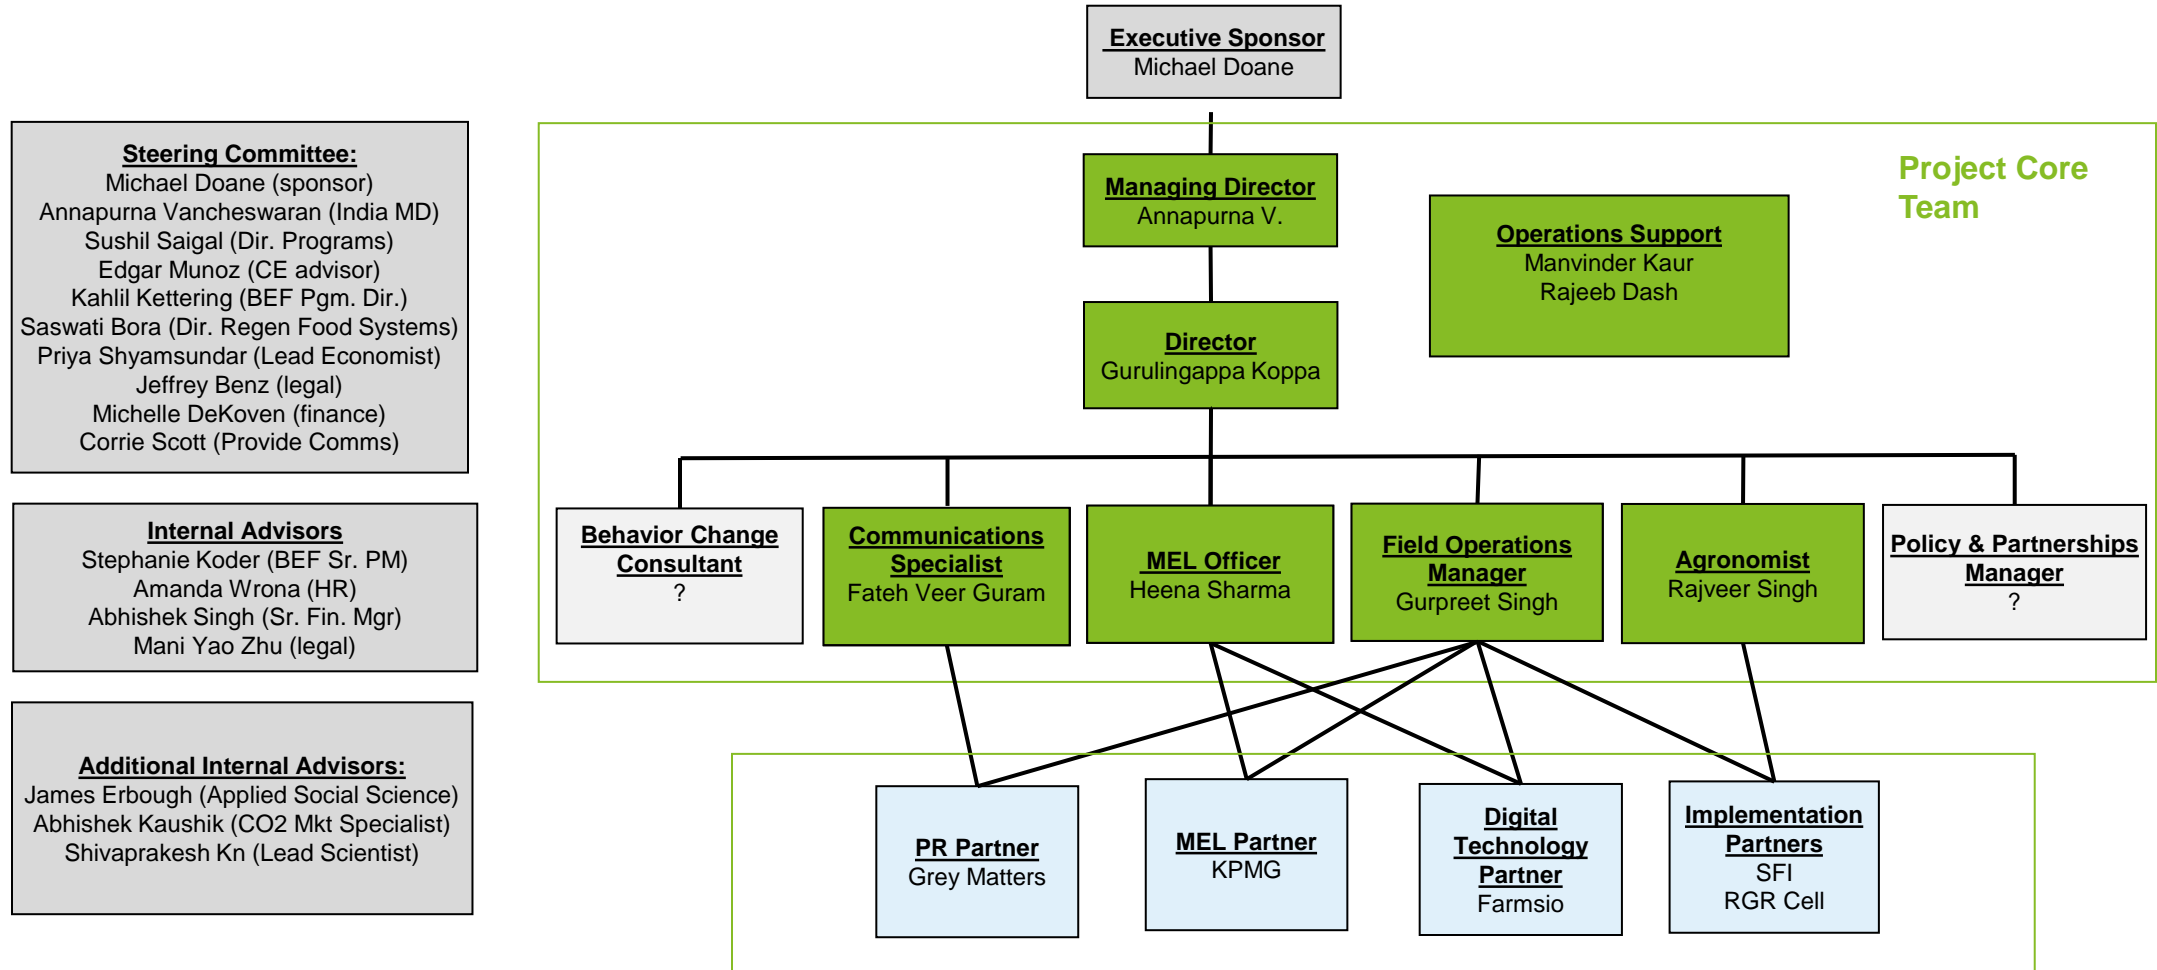 Executive Sponsor
Michael Doane
Steering Committee:
Michael Doane (sponsor)
Annapurna Vancheswaran (India MD)
Sushil Saigal (Dir. Programs)
Edgar Munoz (CE advisor)
Kahlil Kettering (BEF Pgm. Dir.)
Saswati Bora (Dir. Regen Food Systems)
Priya Shyamsundar (Lead Economist)
Jeffrey Benz (legal)
Michelle DeKoven (finance)
Corrie Scott (Provide Comms)
Internal Advisors
Stephanie Koder (BEF Sr. PM)
Amanda Wrona (HR)
Abhishek Singh (Sr. Fin. Mgr)
Mani Yao Zhu (legal)
Additional Internal Advisors:
James Erbough (Applied Social Science)
Abhishek Kaushik (CO2 Mkt Specialist)
Shivaprakesh Kn (Lead Scientist)
Project Core
Team
Managing Director
Annapurna V.
Operations Support
Manvinder Kaur
Rajeeb Dash
Director
Gurulingappa Koppa
Behavior Change
Consultant
?
Communications
Specialist
Fateh Veer Guram
MEL Officer
Heena Sharma
Field Operations
Manager
Gurpreet Singh
Agronomist
Rajveer Singh
Policy & Partnerships
Manager
?
PR Partner
Grey Matters
MEL Partner
KPMG
Digital
Technology
Partner
Farmsio
Implementation
Partners
SFI
RGR Cell